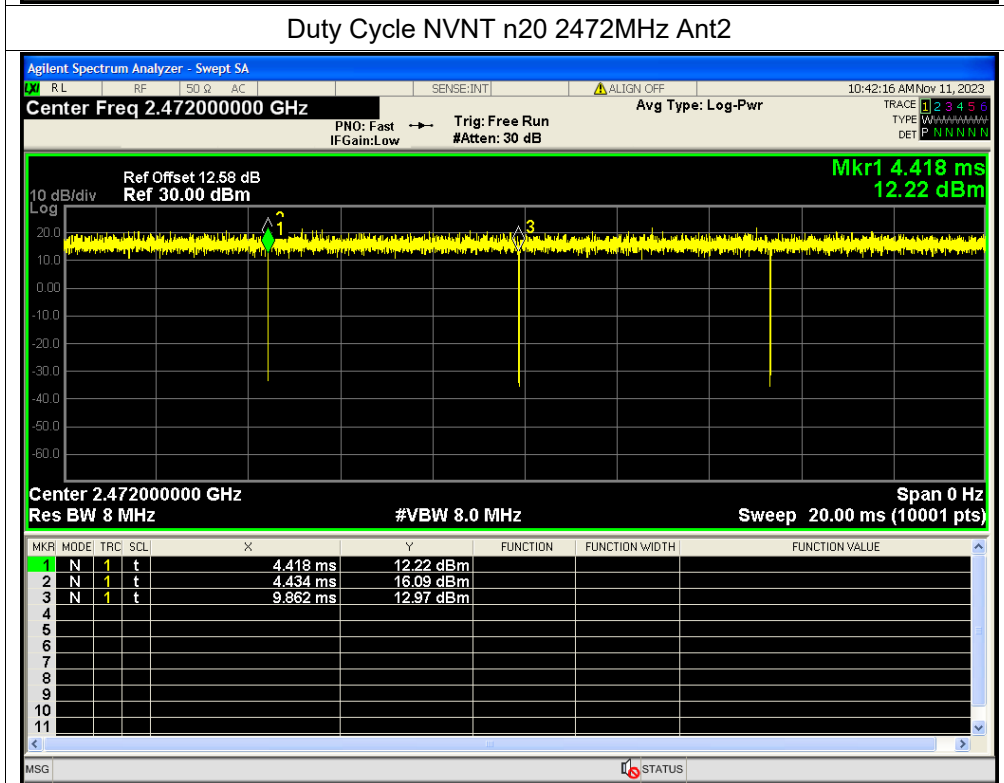 Duty Cycle NVNT n20 2472MHz Ant2
Agilent Spectrum Analyzer - Swept SA
LXI RL RF 50 Ω AC SENSE:INT ALIGN OFF 10:42:16 AM Nov 11, 2023
Center Freq 2.472000000 GHz Avg Type: Log-Pwr TRACE 1 2 3 4 5 6
PNO: Fast Trig: Free Run TYPE WWWWWW
IFGain:Low #Atten: 30 dB DET P N N N N N
Mkr1 4.418 ms
Ref Offset 12.58 dB
10 dB/div Ref 30.00 dBm 12.22 dBm
Log
20.0
10.0
0.00
-10.0
-20.0
-30.0
-40.0
-50.0
-60.0
1
3
Center 2.472000000 GHz Span 0 Hz
Res BW 8 MHz #VBW 8.0 MHz Sweep 20.00 ms (10001 pts)
MKR MODE TRC SCL X Y FUNCTION FUNCTION WIDTH FUNCTION VALUE
1 N 1 t 4.418 ms 12.22 dBm
2 N 1 t 4.434 ms 16.09 dBm
3 N 1 t 9.862 ms 12.97 dBm
4
5
6
7
8
9
10
11
MSG STATUS